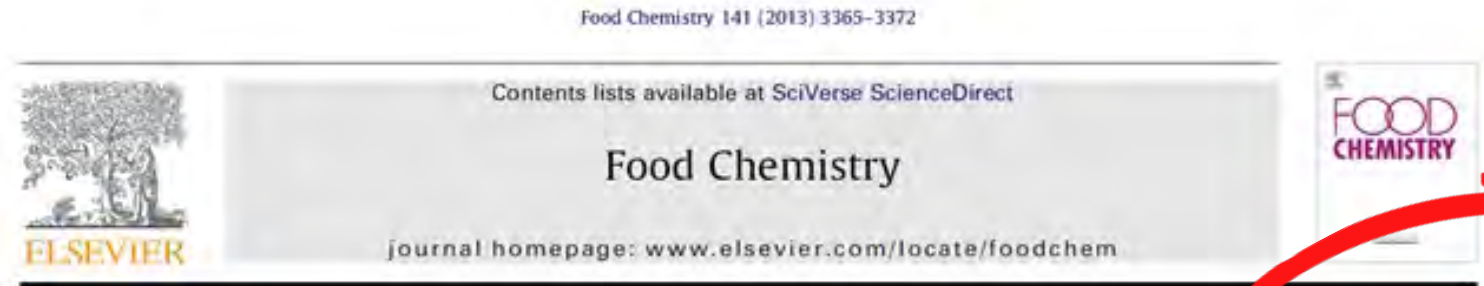 Food Chemistry 141 (2013) 3365–3372
Contents lists available at SciVerse ScienceDirect
FOOD
CHEMISTRY
Food Chemistry
ELSEVIER
journal homepage: www.elsevier.com/locate/foodchem